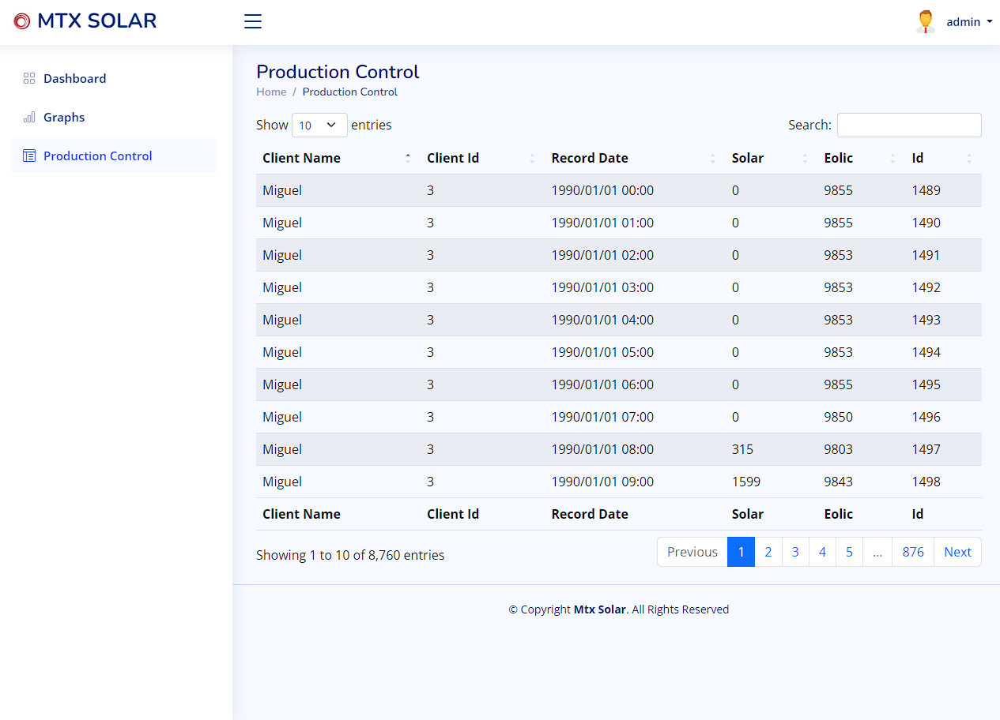 MTX SOLAR
admin
Dashboard
Graphs
Production Control
Production Control
Home / Production Control
Show 10 entries
Search:
Client Name Client Id Record Date Solar Eolic Id
Miguel 3 1990/01/01 00:00 0 9855 1489
Miguel 3 1990/01/01 01:00 0 9855 1490
Miguel 3 1990/01/01 02:00 0 9853 1491
Miguel 3 1990/01/01 03:00 0 9853 1492
Miguel 3 1990/01/01 04:00 0 9853 1493
Miguel 3 1990/01/01 05:00 0 9853 1494
Miguel 3 1990/01/01 06:00 0 9855 1495
Miguel 3 1990/01/01 07:00 0 9850 1496
Miguel 3 1990/01/01 08:00 315 9803 1497
Miguel 3 1990/01/01 09:00 1599 9843 1498
Client Name Client Id Record Date Solar Eolic Id
Showing 1 to 10 of 8,760 entries
Previous 1 2 3 4 5 ... 876 Next
© Copyright Mtx Solar. All Rights Reserved